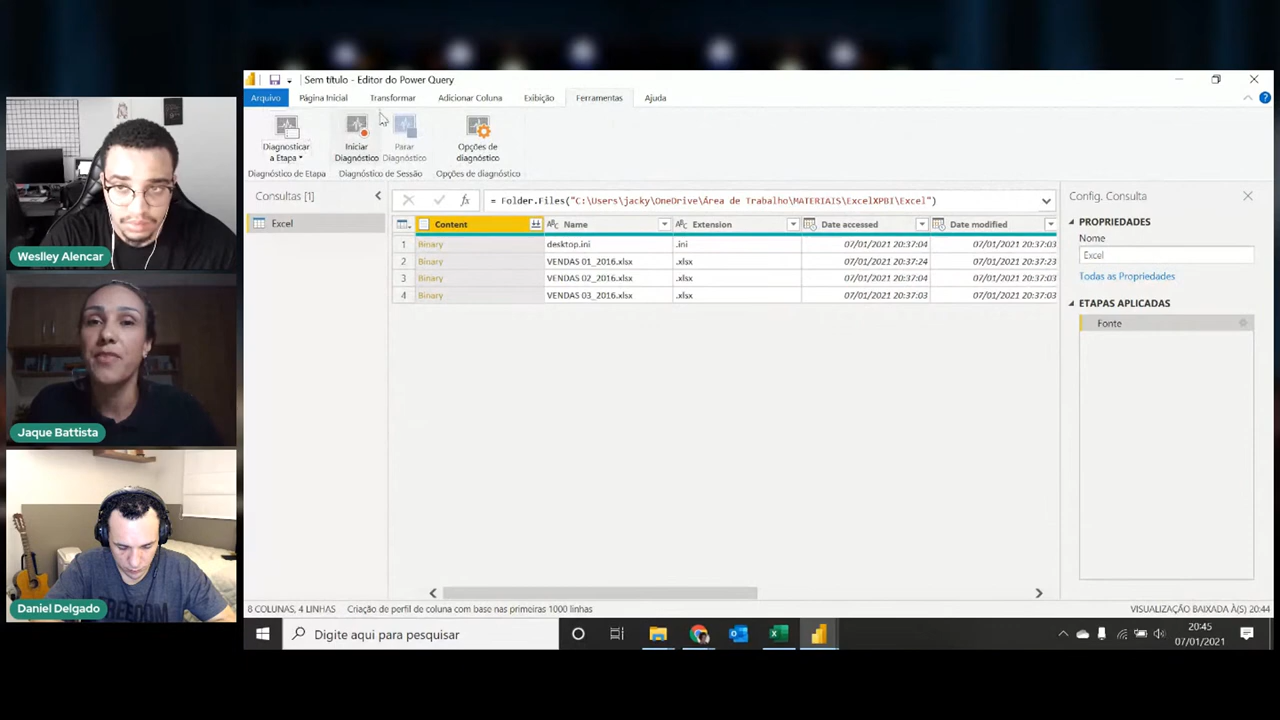 Sem título - Editor do Power Query
Arquivo Página Inicial Transformar Adicionar Coluna Exibição Ferramentas Ajuda
Diagnosticar a Etapa
Iniciar Diagnóstico
Parar Diagnóstico
Opções de diagnóstico
Diagnóstico de Etapa Diagnóstico de Sessão Opções de diagnóstico
Consultas [1]
Excel
= Folder.Files("C:\Users\jacky\OneDrive\Área de Trabalho\MATERIAIS\ExcelXPBI\Excel")
Content Name Extension Date accessed Date modified
1 Binary desktop.ini .ini 07/01/2021 20:37:04 07/01/2021 20:37:03
2 Binary VENDAS 01_2016.xlsx .xlsx 07/01/2021 20:37:24 07/01/2021 20:37:23
3 Binary VENDAS 02_2016.xlsx .xlsx 07/01/2021 20:37:04 07/01/2021 20:37:03
4 Binary VENDAS 03_2016.xlsx .xlsx 07/01/2021 20:37:03 07/01/2021 20:37:03
Config. Consulta
PROPRIEDADES
Nome
Excel
Todas as Propriedades
ETAPAS APLICADAS
Fonte
8 COLUNAS, 4 LINHAS Criação de perfil de coluna com base nas primeiras 1000 linhas
VISUALIZAÇÃO BAIXADA À(S) 20:44
Digite aqui para pesquisar
20:45
07/01/2021
Weslley Alencar
Jaque Battista
FREEDOM
Daniel Delgado